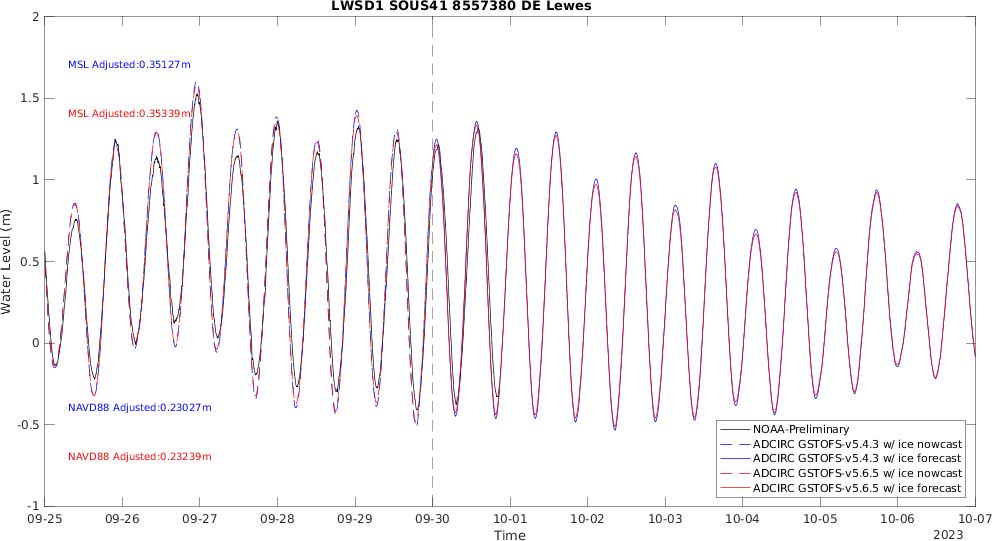 LWSD1 SOUS41 8557380 DE Lewes
2
MSL Adjusted:0.35127m
1.5
MSL Adjusted:0.35339m
1
Water Level (m)
0.5
0
NAVD88 Adjusted:0.23027m
-0.5
NAVD88 Adjusted:0.23239m
-1
NOAA-Preliminary
ADCIRC GSTOFS-v5.4.3 w/ ice nowcast
ADCIRC GSTOFS-v5.4.3 w/ ice forecast
ADCIRC GSTOFS-v5.6.5 w/ ice nowcast
ADCIRC GSTOFS-v5.6.5 w/ ice forecast
09-25 09-26 09-27 09-28 09-29 09-30 10-01 10-02 10-03 10-04 10-05 10-06 10-07
Time
2023